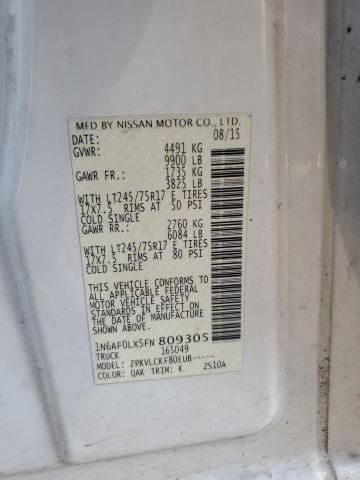 MFD BY NISSAN MOTOR CO., LTD.
DATE: 08/15
GVWR: 4491 KG
9900 LB
GAWR FR.: 1735 KG
3825 LB
WITH LT245/75R17 E TIRES
17X7.5 RIMS AT 50 PSI
COLD SINGLE
GAWR RR.: 2760 KG
6084 LB
WITH LT245/75R17 E TIRES
17X7.5 RIMS AT 80 PSI
COLD SINGLE
THIS VEHICLE CONFORMS TO
ALL APPLICABLE FEDERAL
MOTOR VEHICLE SAFETY
STANDARDS IN EFFECT ON
THE DATE OF MANUFACTURE
SHOWN ABOVE.
1N6AF0LX5FN 809305
TRUCK 165049
MODEL: ZPKVLCKF80EUB-----
COLOR: QAK TRIM: K ZS10A